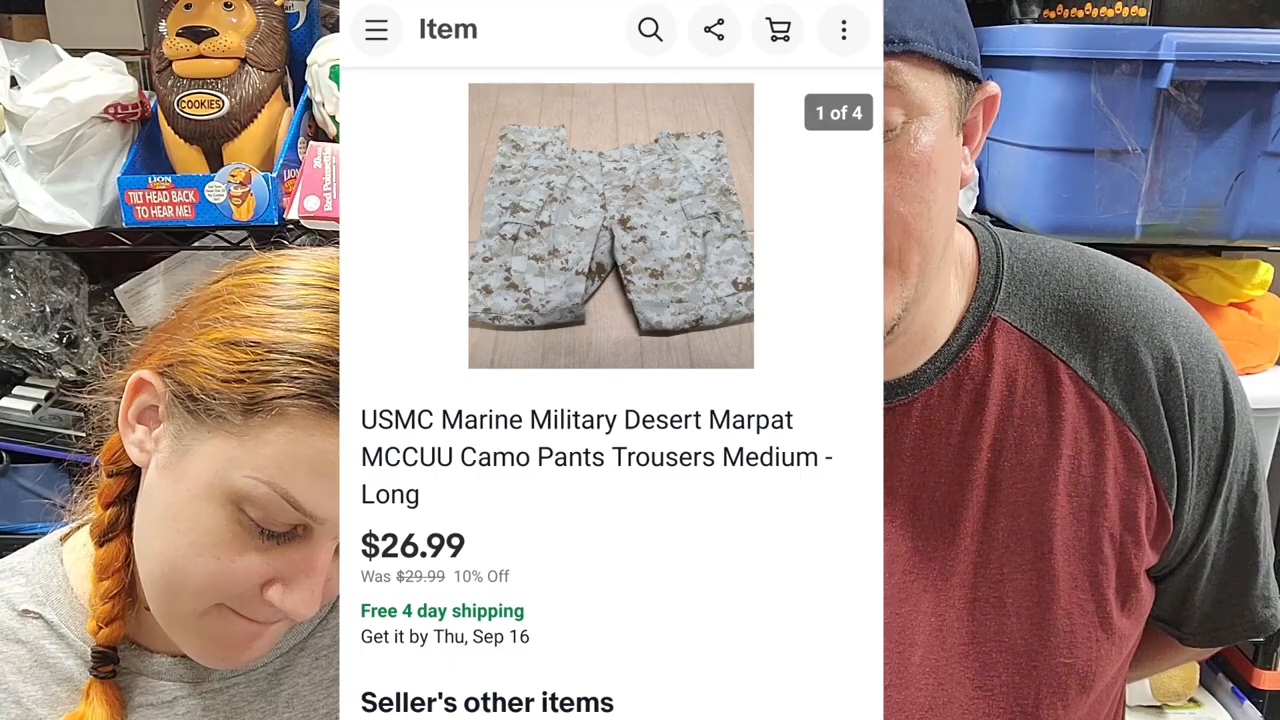 Item
1 of 4
COOKIES
LION
TILT HEAD BACK
TO HEAR ME!
USMC Marine Military Desert Marpat
MCCUU Camo Pants Trousers Medium -
Long
$26.99
Was $29.99 10% Off
Free 4 day shipping
Get it by Thu, Sep 16
Seller's other items